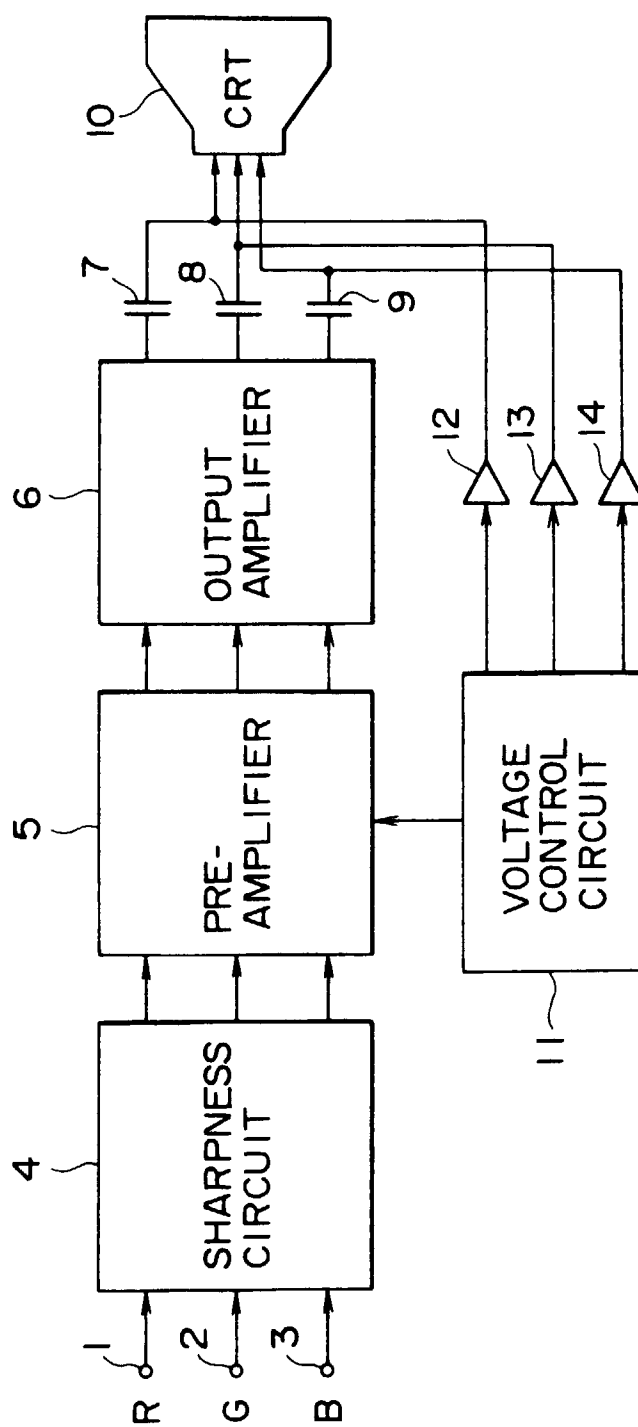 R
G
B
1
2
3
4
SHARPNESS
CIRCUIT
5
PRE-
AMPLIFIER
6
OUTPUT
AMPLIFIER
7
8
9
10
CRT
11
VOLTAGE
CONTROL
CIRCUIT
12
13
14